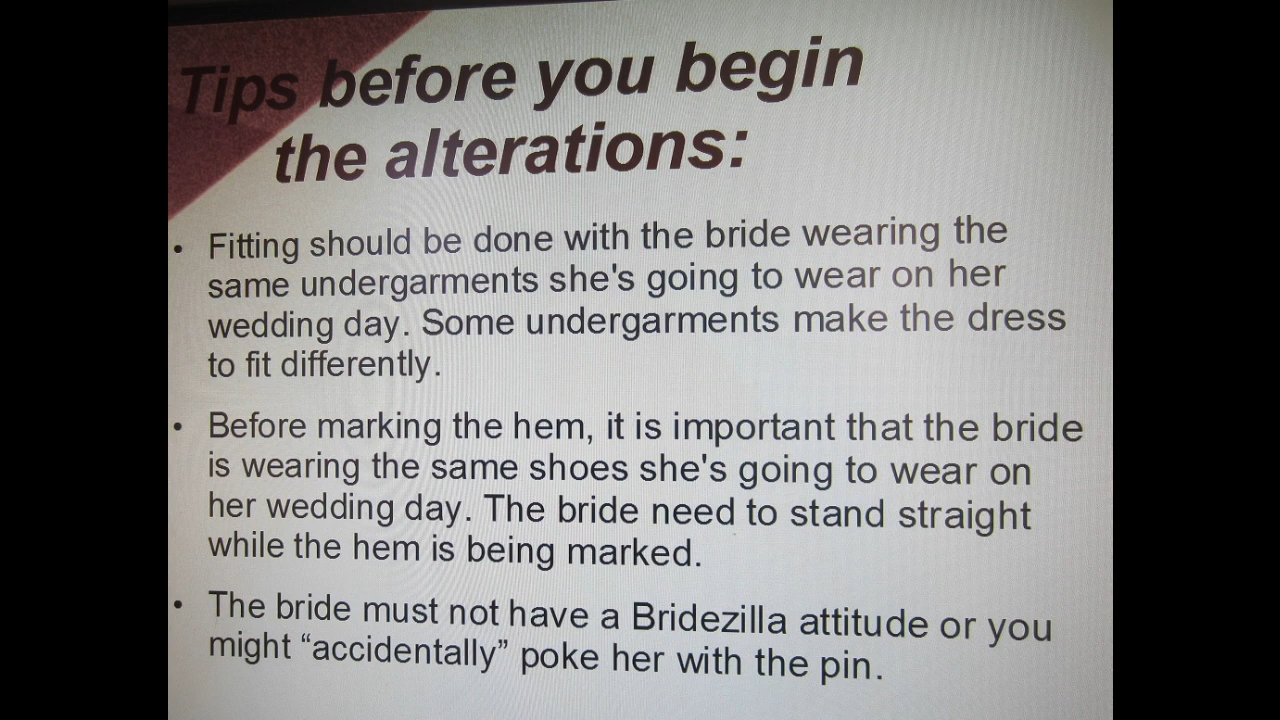 Tips before you begin
the alterations:
• Fitting should be done with the bride wearing the
same undergarments she's going to wear on her
wedding day. Some undergarments make the dress
to fit differently.
• Before marking the hem, it is important that the bride
is wearing the same shoes she's going to wear on
her wedding day. The bride need to stand straight
while the hem is being marked.
• The bride must not have a Bridezilla attitude or you
might “accidentally” poke her with the pin.